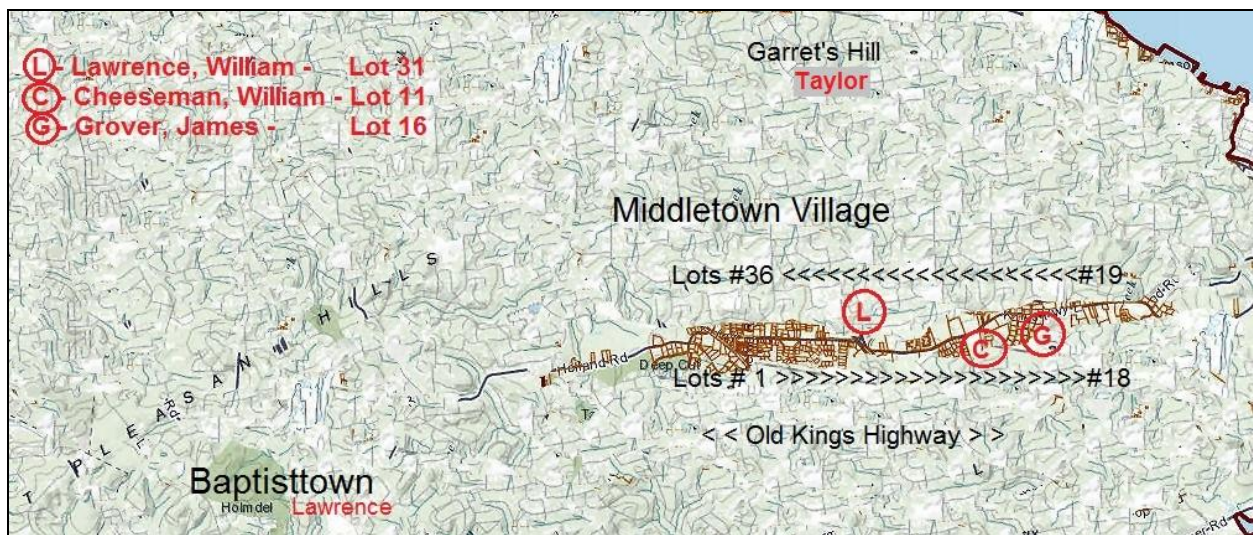 Ⓛ- Lawrence, William - Lot 31
Ⓒ- Cheeseman, William - Lot 11
Ⓖ- Grover, James - Lot 16
Garret's Hill
Taylor
Middletown Village
Lots #36 <<<<<<<<<<<<<<<<<<<<#19
L
C
G
Holland Rd
Deep Cut
Lots # 1 >>>>>>>>>>>>>>>>>>>>>#18
< < Old Kings Highway > >
PLEASAN
HILLS
Baptisttown
Holmdel
Lawrence